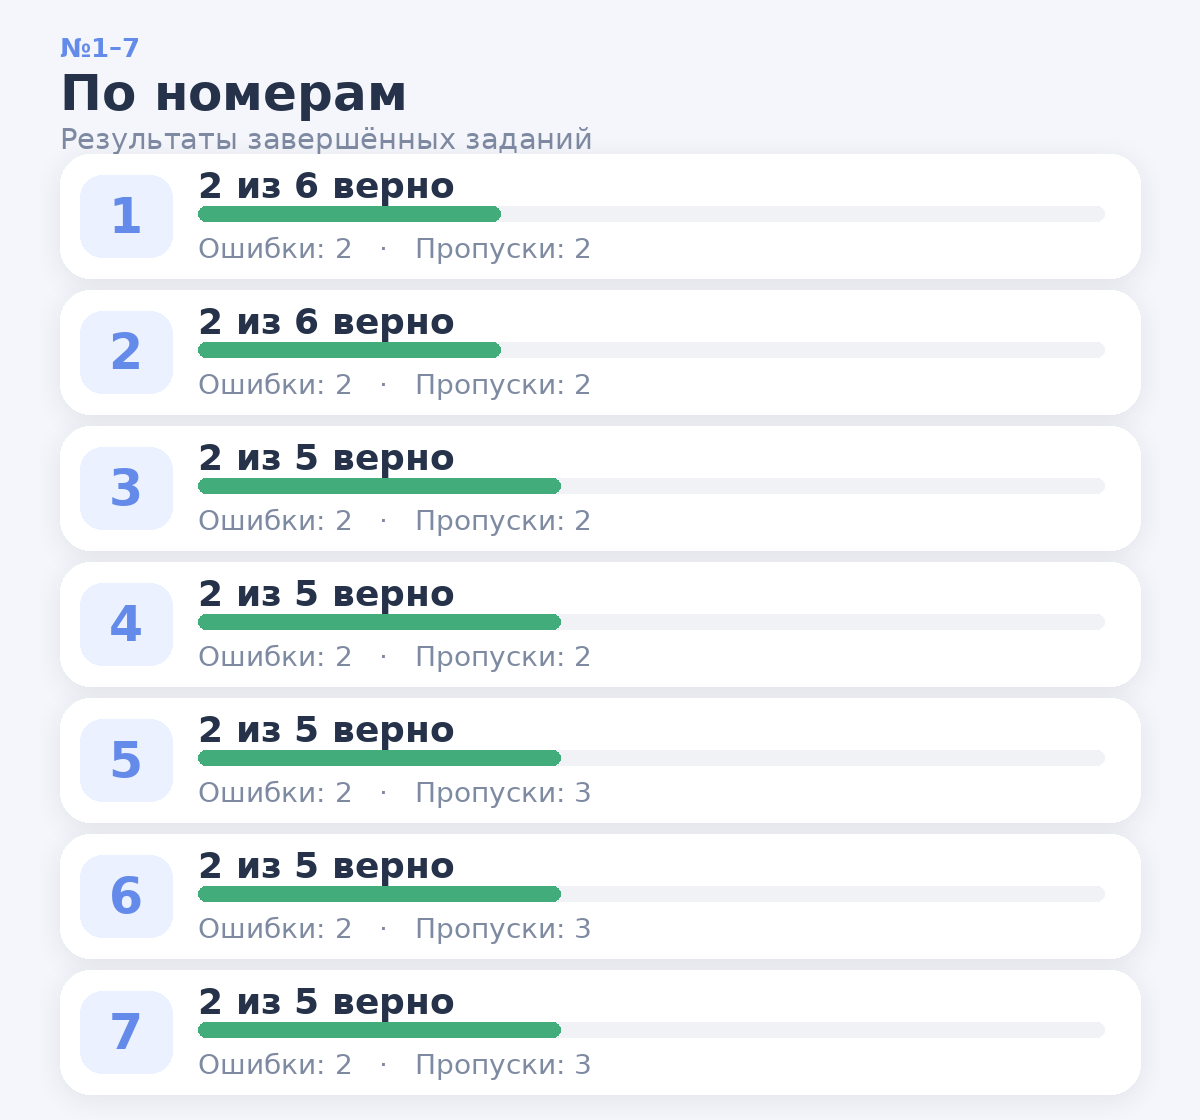 №1–7
По номерам
Результаты завершённых заданий
1
2 из 6 верно
Ошибки: 2 · Пропуски: 2
2
2 из 6 верно
Ошибки: 2 · Пропуски: 2
3
2 из 5 верно
Ошибки: 2 · Пропуски: 2
4
2 из 5 верно
Ошибки: 2 · Пропуски: 2
5
2 из 5 верно
Ошибки: 2 · Пропуски: 3
6
2 из 5 верно
Ошибки: 2 · Пропуски: 3
7
2 из 5 верно
Ошибки: 2 · Пропуски: 3